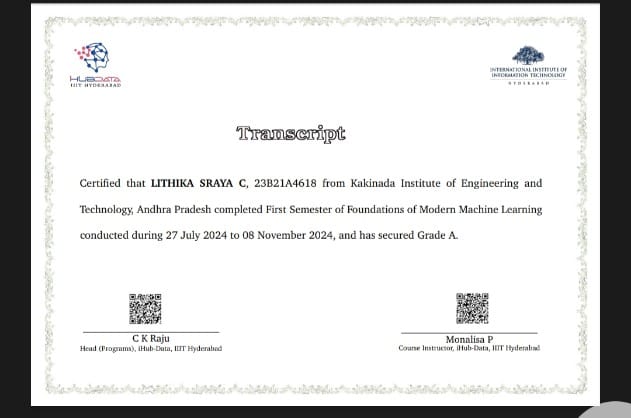 HUBDATA
IIIT HYDERABAD
INTERNATIONAL INSTITUTE OF
INFORMATION TECHNOLOGY
HYDERABAD
Transcript
Certified that LITHIKA SRAYA C, 23B21A4618 from Kakinada Institute of Engineering and
Technology, Andhra Pradesh completed First Semester of Foundations of Modern Machine Learning
conducted during 27 July 2024 to 08 November 2024, and has secured Grade A.
C K Raju
Head (Programs), iHub-Data, IIIT Hyderabad
Monalisa P
Course Instructor, iHub-Data, IIIT Hyderabad